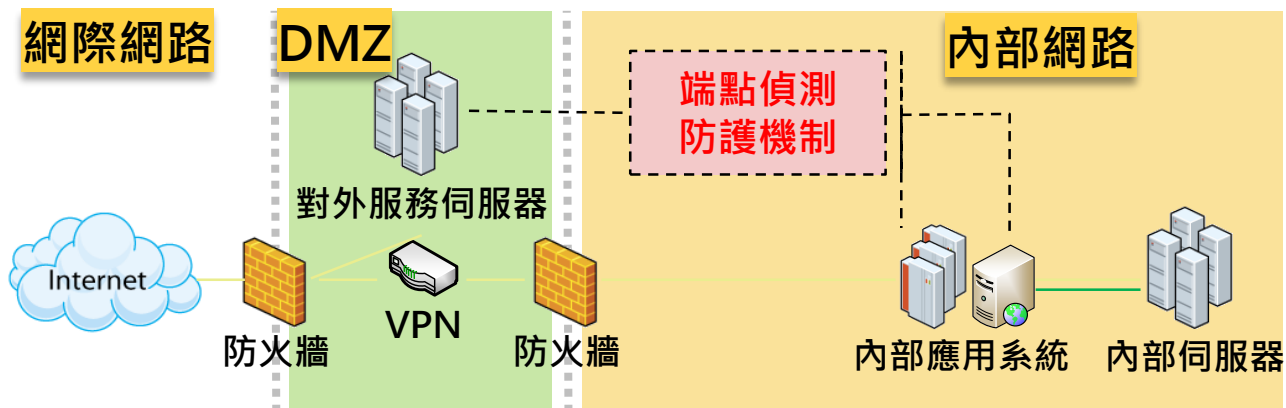 網際網路
DMZ
內部網路
端點偵測
防護機制
對外服務伺服器
Internet
VPN
防火牆
防火牆
內部應用系統
內部伺服器